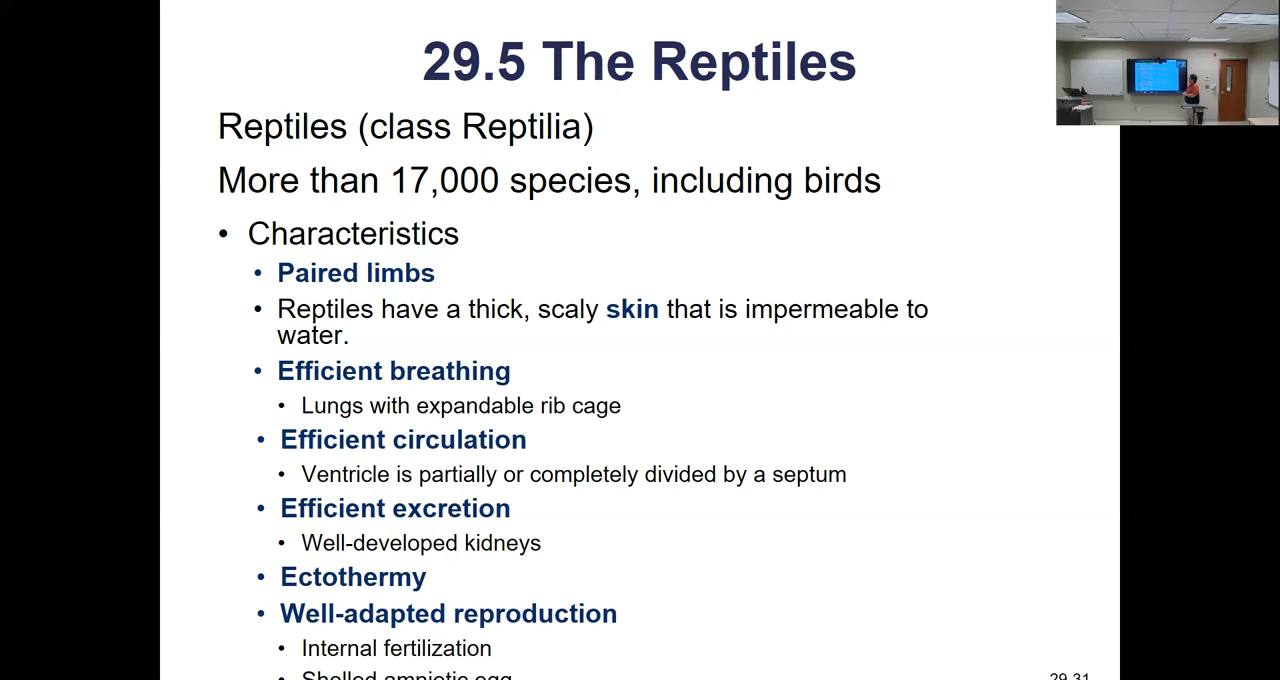 29.5 The Reptiles
Reptiles (class Reptilia)
More than 17,000 species, including birds
• Characteristics
• Paired limbs
• Reptiles have a thick, scaly skin that is impermeable to
water.
• Efficient breathing
• Lungs with expandable rib cage
• Efficient circulation
• Ventricle is partially or completely divided by a septum
• Efficient excretion
• Well-developed kidneys
• Ectothermy
• Well-adapted reproduction
• Internal fertilization
• Shelled amniotic egg
29.31